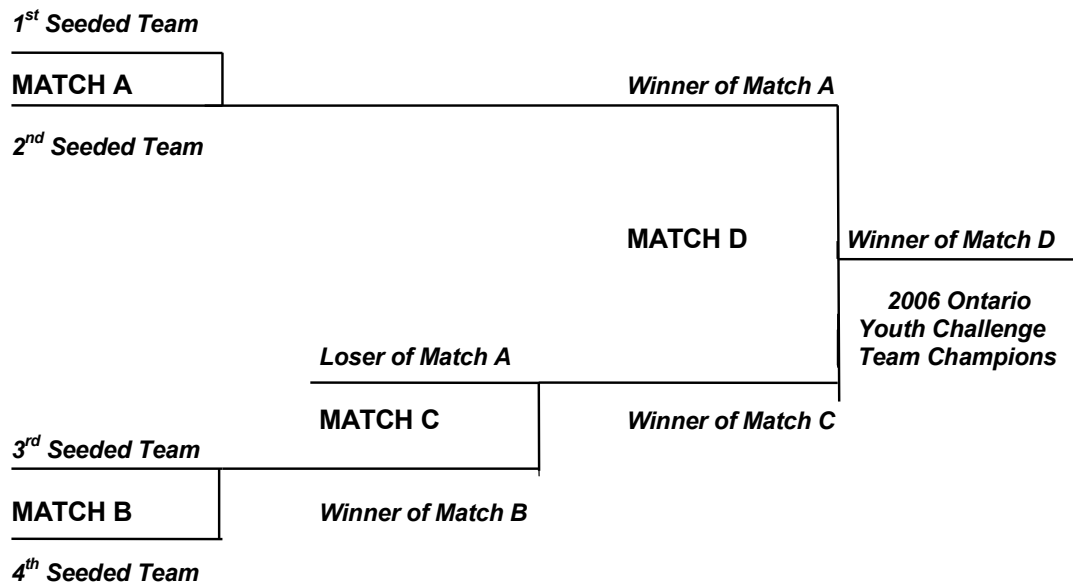 1st Seeded Team
MATCH A
Winner of Match A
2nd Seeded Team
MATCH D
Winner of Match D
2006 Ontario
Youth Challenge
Team Champions
Loser of Match A
MATCH C
Winner of Match C
3rd Seeded Team
MATCH B
Winner of Match B
4th Seeded Team